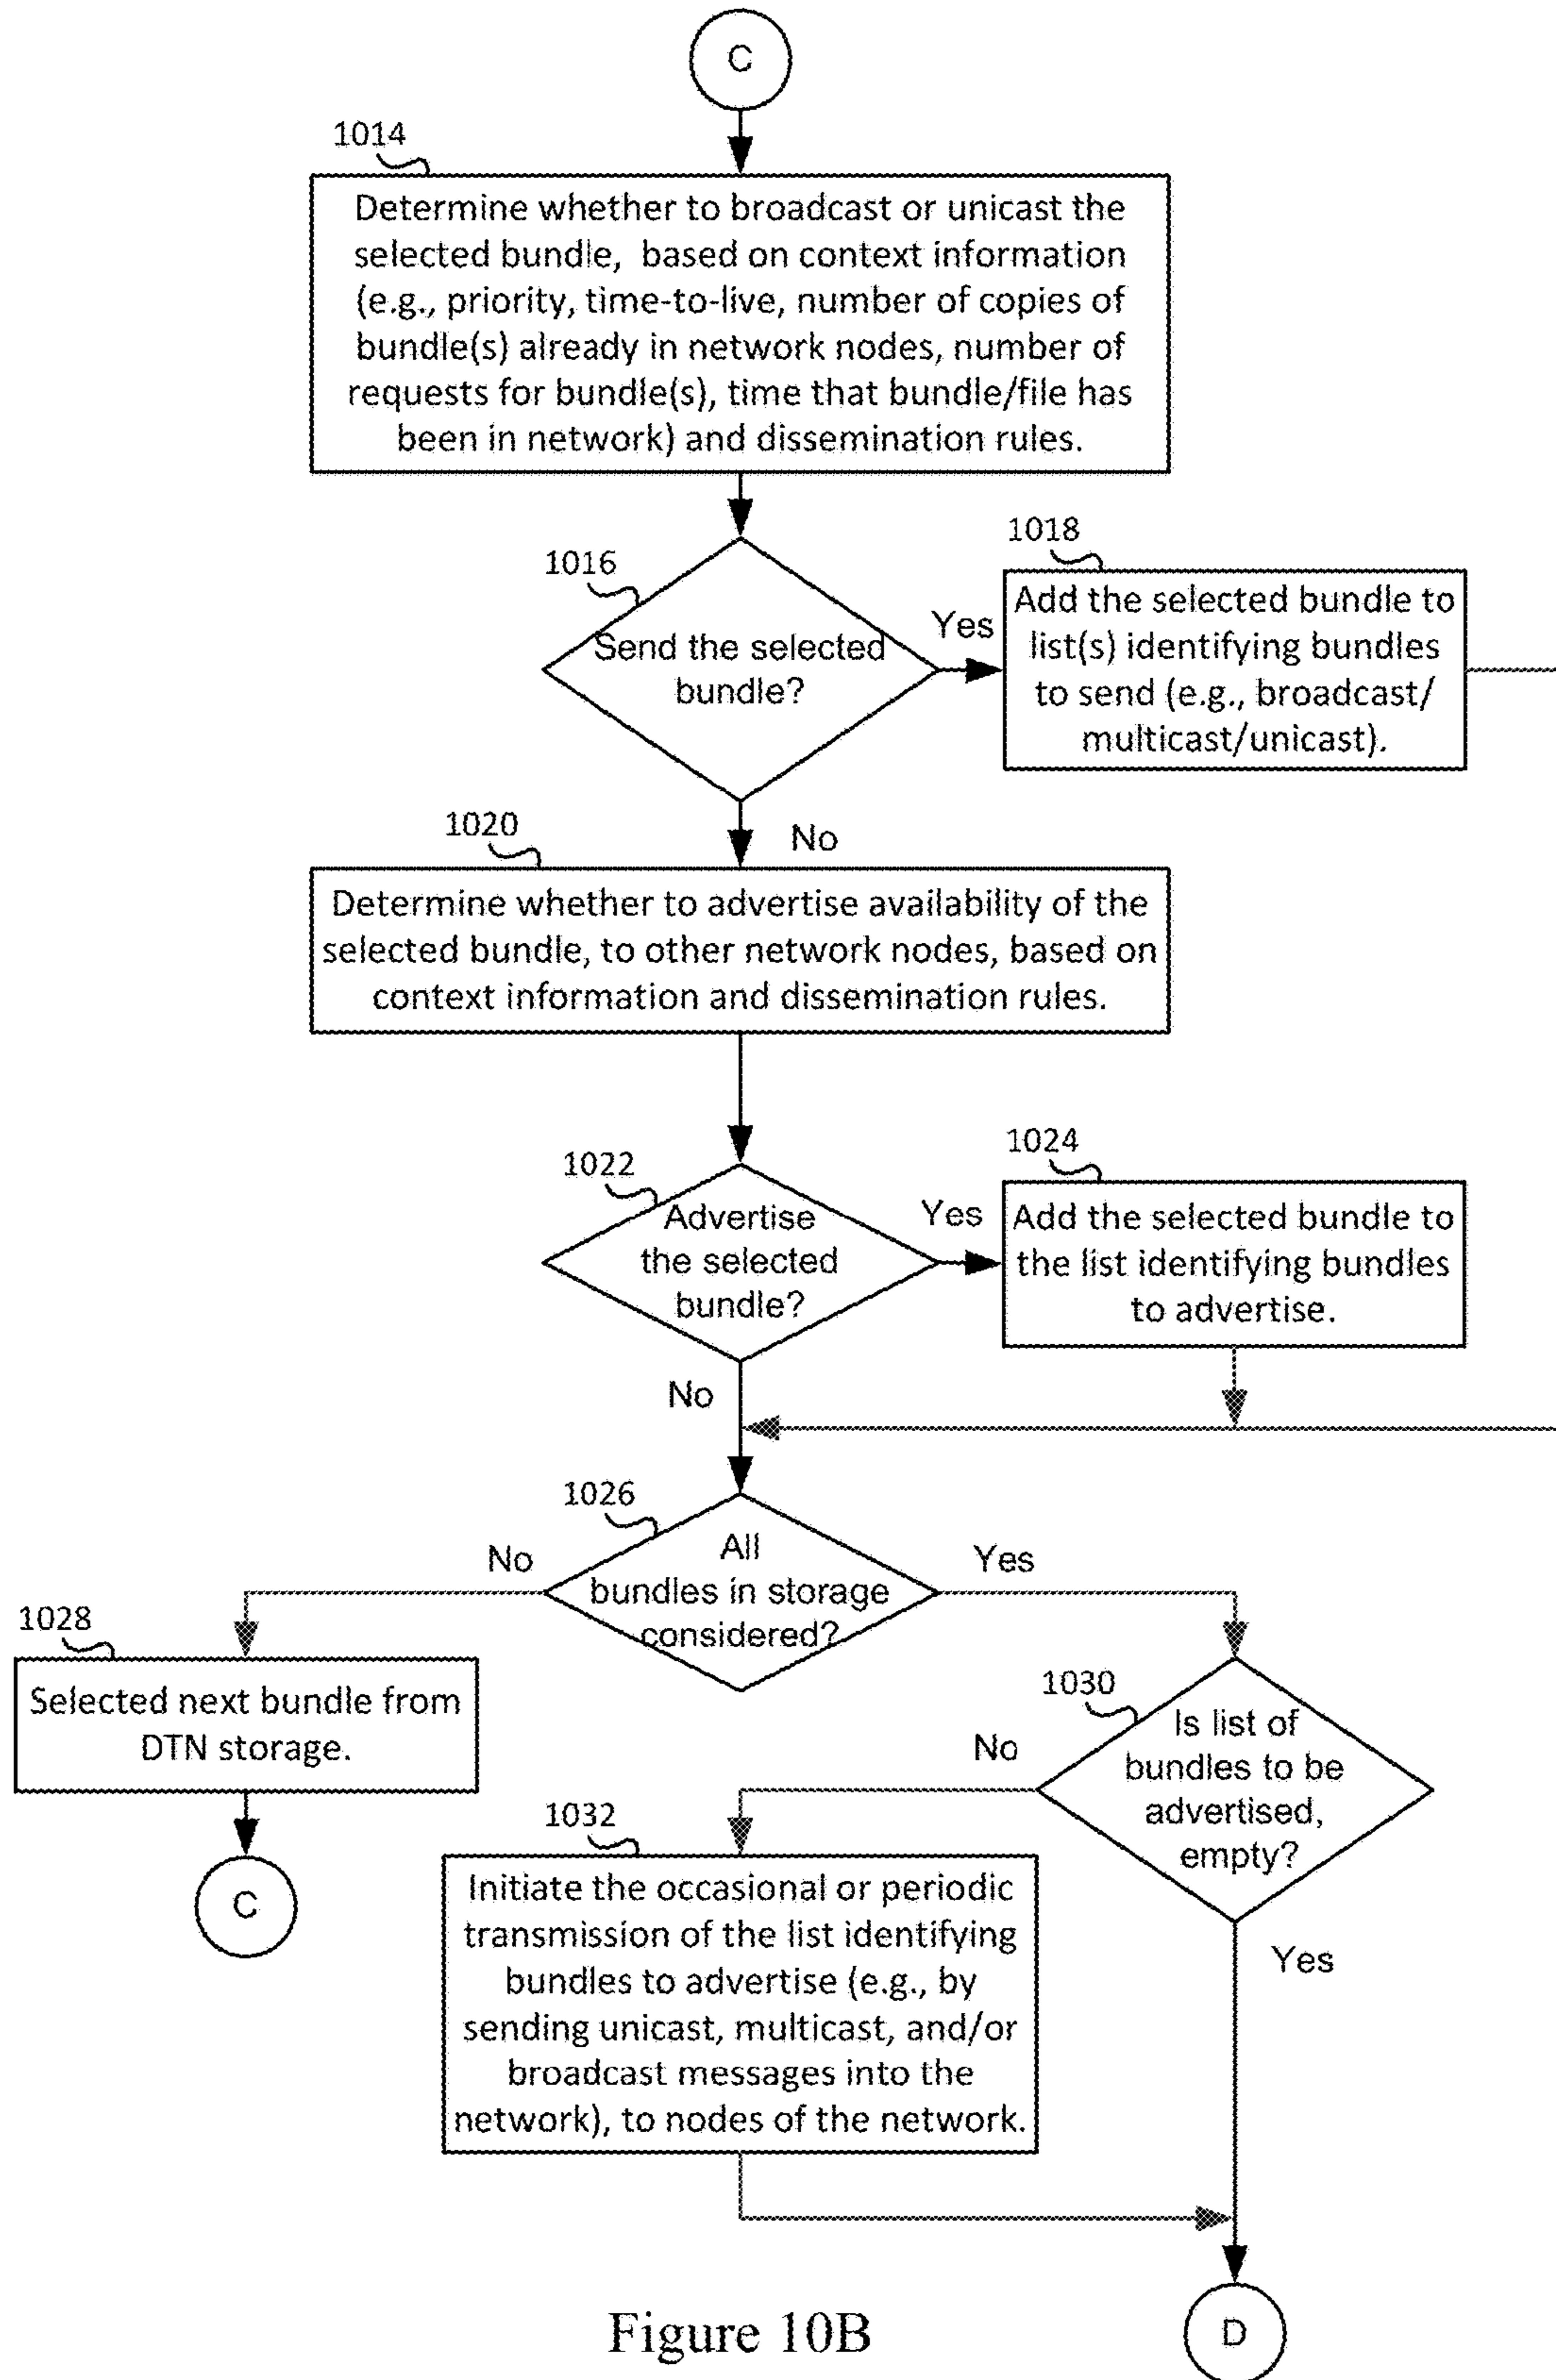 C
1014
Determine whether to broadcast or unicast the
selected bundle, based on context information
(e.g., priority, time-to-live, number of copies of
bundle(s) already in network nodes, number of
requests for bundle(s), time that bundle/file has
been in network) and dissemination rules.
1016
Send the selected
bundle?
Yes
1018
Add the selected bundle to
list(s) identifying bundles
to send (e.g., broadcast/
multicast/unicast).
No
1020
Determine whether to advertise availability of the
selected bundle, to other network nodes, based on
context information and dissemination rules.
1022
Advertise
the selected
bundle?
Yes
1024
Add the selected bundle to
the list identifying bundles
to advertise.
No
1026
All
bundles in storage
considered?
No
Yes
1028
Selected next bundle from
DTN storage.
C
1030
Is list of
bundles to be
advertised,
empty?
No
Yes
1032
Initiate the occasional or periodic
transmission of the list identifying
bundles to advertise (e.g., by
sending unicast, multicast, and/or
broadcast messages into the
network), to nodes of the network.
D
Figure 10B